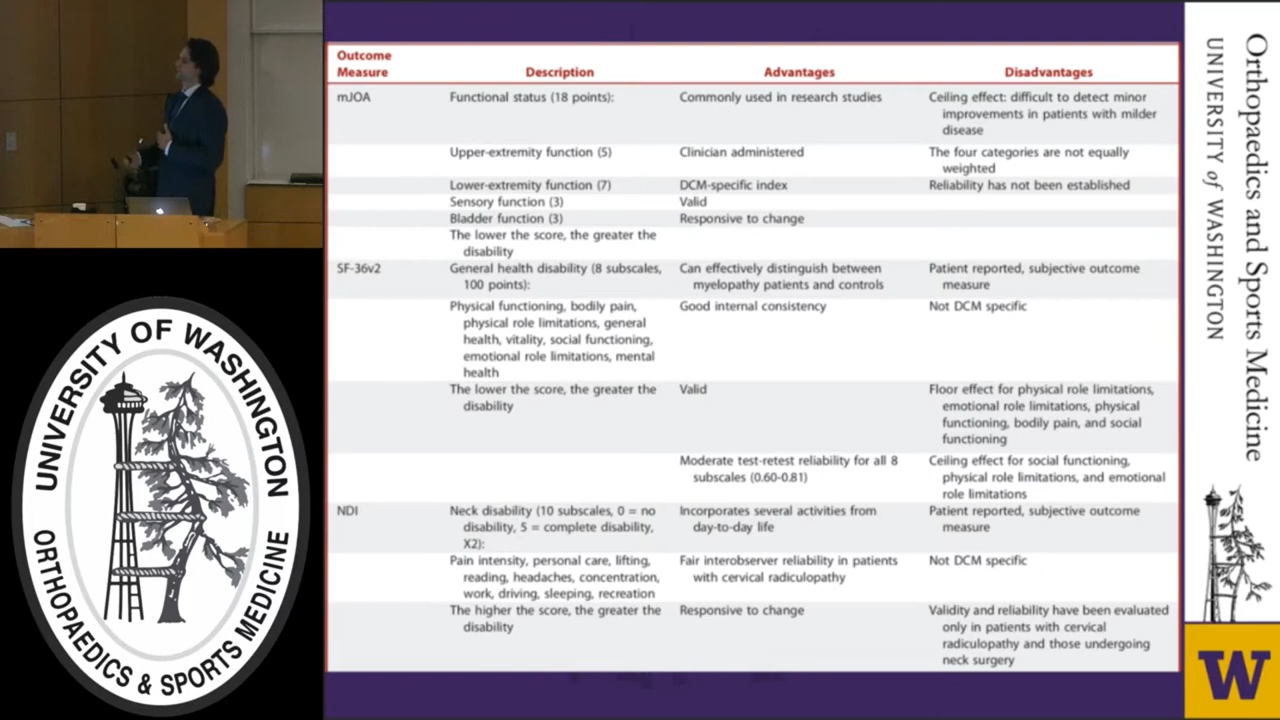 Outcome
Measure
Description
Advantages
Disadvantages
mJOA
Functional status (18 points):
Commonly used in research studies
Ceiling effect: difficult to detect minor
improvements in patients with milder
disease
Upper-extremity function (5)
Clinician administered
The four categories are not equally
weighted
Lower-extremity function (7)
DCM-specific index
Reliability has not been established
Sensory function (3)
Valid
Bladder function (3)
Responsive to change
The lower the score, the greater the
disability
SF-36v2
General health disability (8 subscales,
100 points):
Can effectively distinguish between
myelopathy patients and controls
Patient reported, subjective outcome
measure
Physical functioning, bodily pain,
physical role limitations, general
health, vitality, social functioning,
emotional role limitations, mental
health
Good internal consistency
Not DCM specific
The lower the score, the greater the
disability
Valid
Floor effect for physical role limitations,
emotional role limitations, physical
functioning, bodily pain, and social
functioning
Moderate test-retest reliability for all 8
subscales (0.60-0.81)
Ceiling effect for social functioning,
physical role limitations, and emotional
role limitations
NDI
Neck disability (10 subscales, 0 = no
disability, 5 = complete disability,
X2):
Incorporates several activities from
day-to-day life
Patient reported, subjective outcome
measure
Pain intensity, personal care, lifting,
reading, headaches, concentration,
work, driving, sleeping, recreation
Fair interobserver reliability in patients
with cervical radiculopathy
Not DCM specific
The higher the score, the greater the
disability
Responsive to change
Validity and reliability have been evaluated
only in patients with cervical
radiculopathy and those undergoing
neck surgery
UNIVERSITY OF WASHINGTON
ORTHOPAEDICS & SPORTS MEDICINE
Orthopaedics and Sports Medicine
UNIVERSITY of WASHINGTON
W